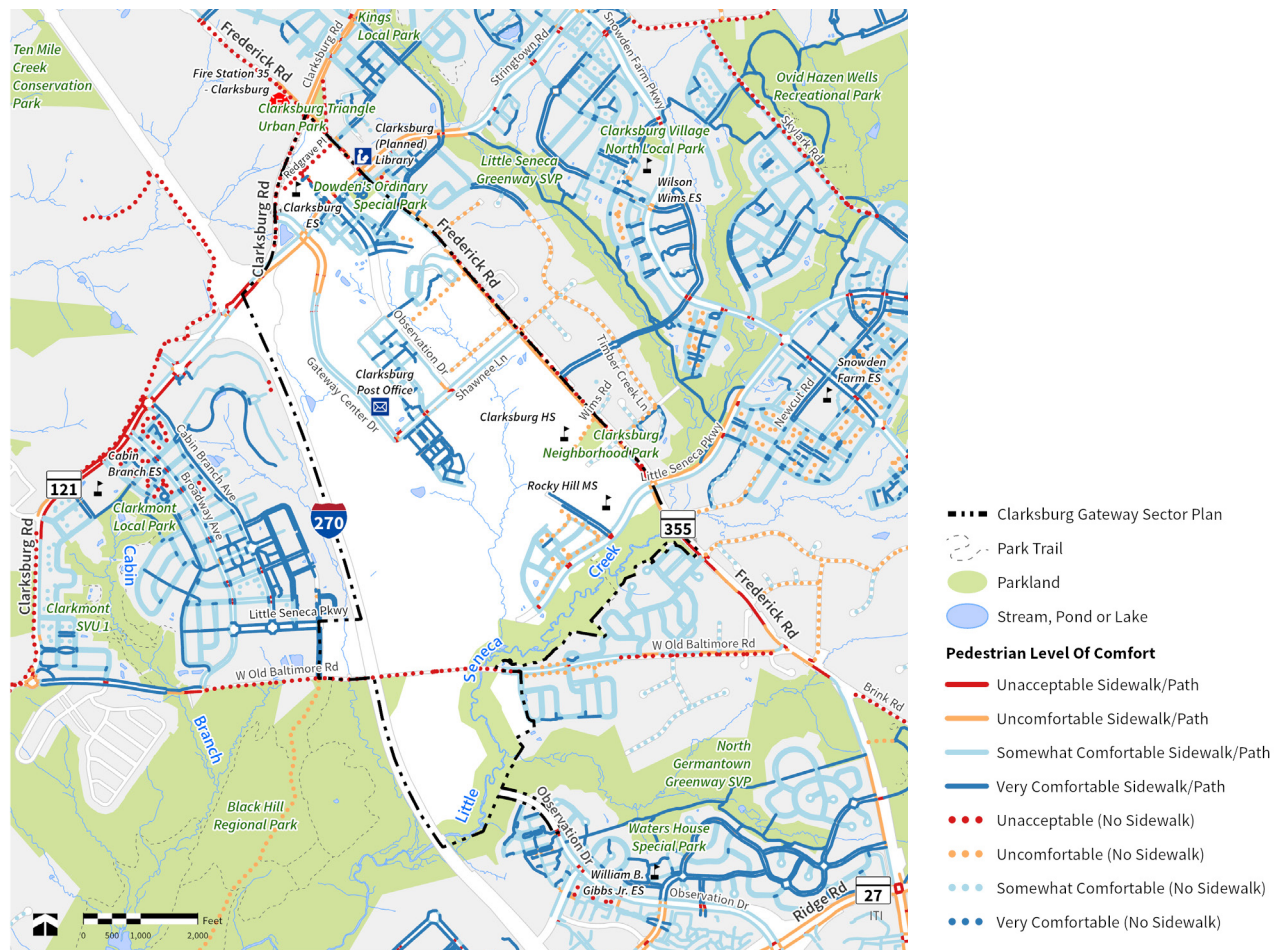 Kings
Local Park
Frederick Rd
Clarksburg Rd
Ten Mile
Creek
Conservation
Park
Fire Station 35
- Clarksburg
Stringtown Rd
Snowden Farm Pkwy
Ovid Hazen Wells
Recreational Park
Clarksburg Triangle
Urban Park
Skylark Rd
Clarksburg
(Planned)
Library
Clarksburg Village
North Local Park
Redgrave Pl
Little Seneca
Greenway SVP
Wilson
Wims ES
Dowden's Ordinary
Special Park
Clarksburg
ES
Clarksburg Rd
Frederick Rd
Observation Dr
Timber Creek Ln
Gateway Center Dr
Shawnee Ln
Clarksburg
Post Office
Snowden
Farm ES
Newcut Rd
Wims Rd
Clarksburg HS
Clarksburg
Neighborhood Park
Little Seneca Pkwy
Cabin Branch Ave
Cabin
Branch ES
Broadway Ave
121
Rocky Hill MS
Clarkmont
Local Park
270
355
Clarksburg Rd
Cabin
Creek
Frederick Rd
Clarkmont
SVU 1
Little Seneca Pkwy
W Old Baltimore Rd
W Old Baltimore Rd
Seneca
Brink Rd
Branch
North
Germantown
Greenway SVP
Little
Observation Dr
Black Hill
Regional Park
Waters House
Special Park
William B.
Gibbs Jr. ES
Observation Dr
Ridge Rd
27
ITI
Feet
0 500 1,000 2,000
Clarksburg Gateway Sector Plan
Park Trail
Parkland
Stream, Pond or Lake
Pedestrian Level Of Comfort
Unacceptable Sidewalk/Path
Uncomfortable Sidewalk/Path
Somewhat Comfortable Sidewalk/Path
Very Comfortable Sidewalk/Path
Unacceptable (No Sidewalk)
Uncomfortable (No Sidewalk)
Somewhat Comfortable (No Sidewalk)
Very Comfortable (No Sidewalk)